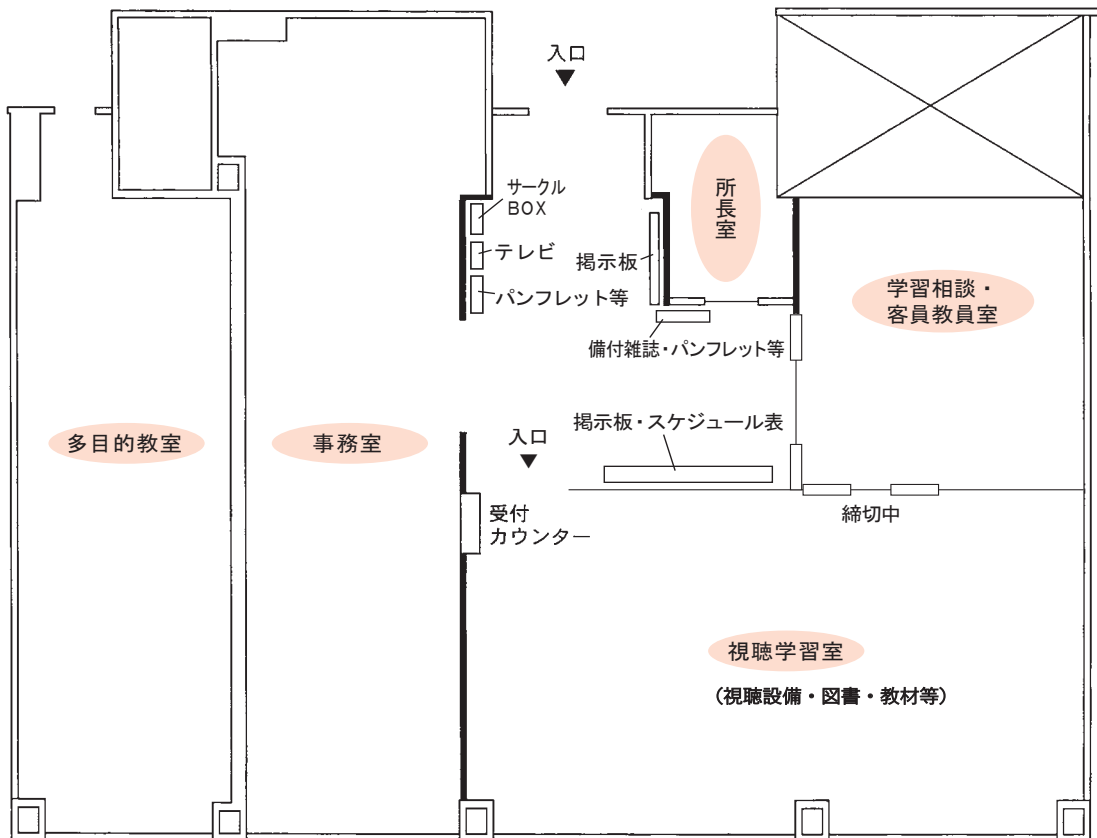 入口
サークル
BOX
テレビ
パンフレット等
掲示板
所長室
学習相談・
客員教員室
備付雑誌・パンフレット等
掲示板・スケジュール表
多目的教室
事務室
入口
受付
カウンター
締切中
視聴学習室
（視聴設備・図書・教材等）